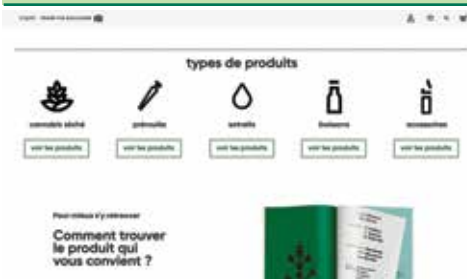 types de produits
cannabis séché
préroulés
extraits
boissons
accessoires
voir les produits
voir les produits
voir les produits
voir les produits
voir les produits
Pour mieux s'y retrouver
Comment trouver
le produit qui
vous convient ?